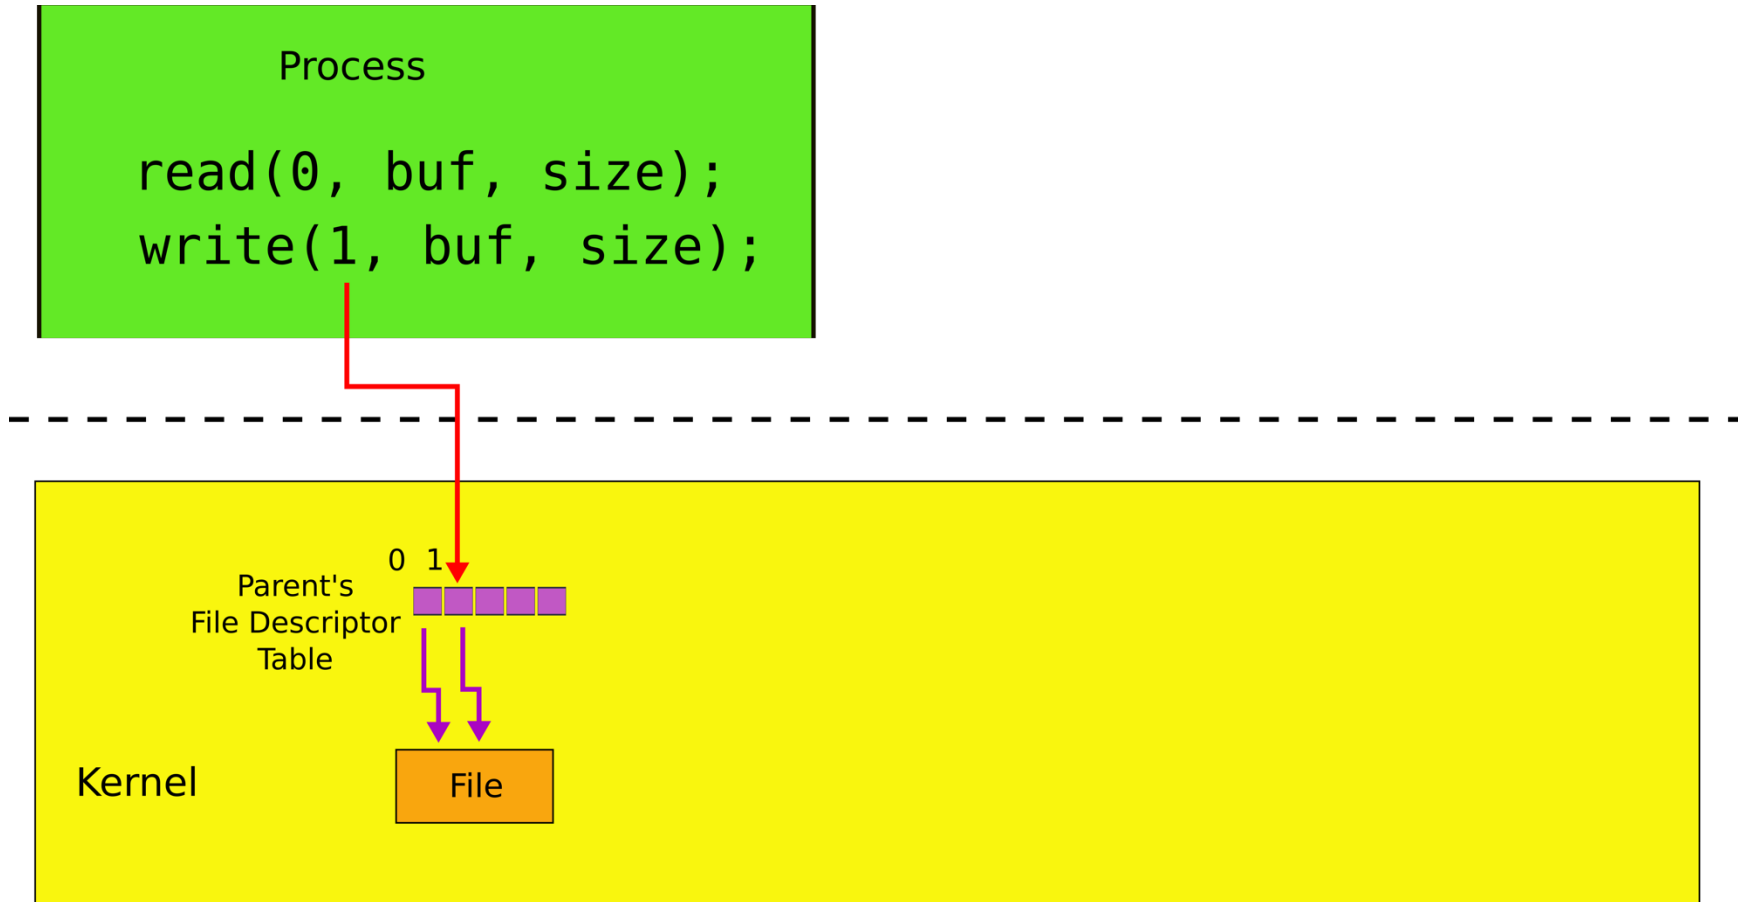 Process
read(0, buf, size);
write(1, buf, size);
0 1
Parent's
File Descriptor
Table
Kernel
File